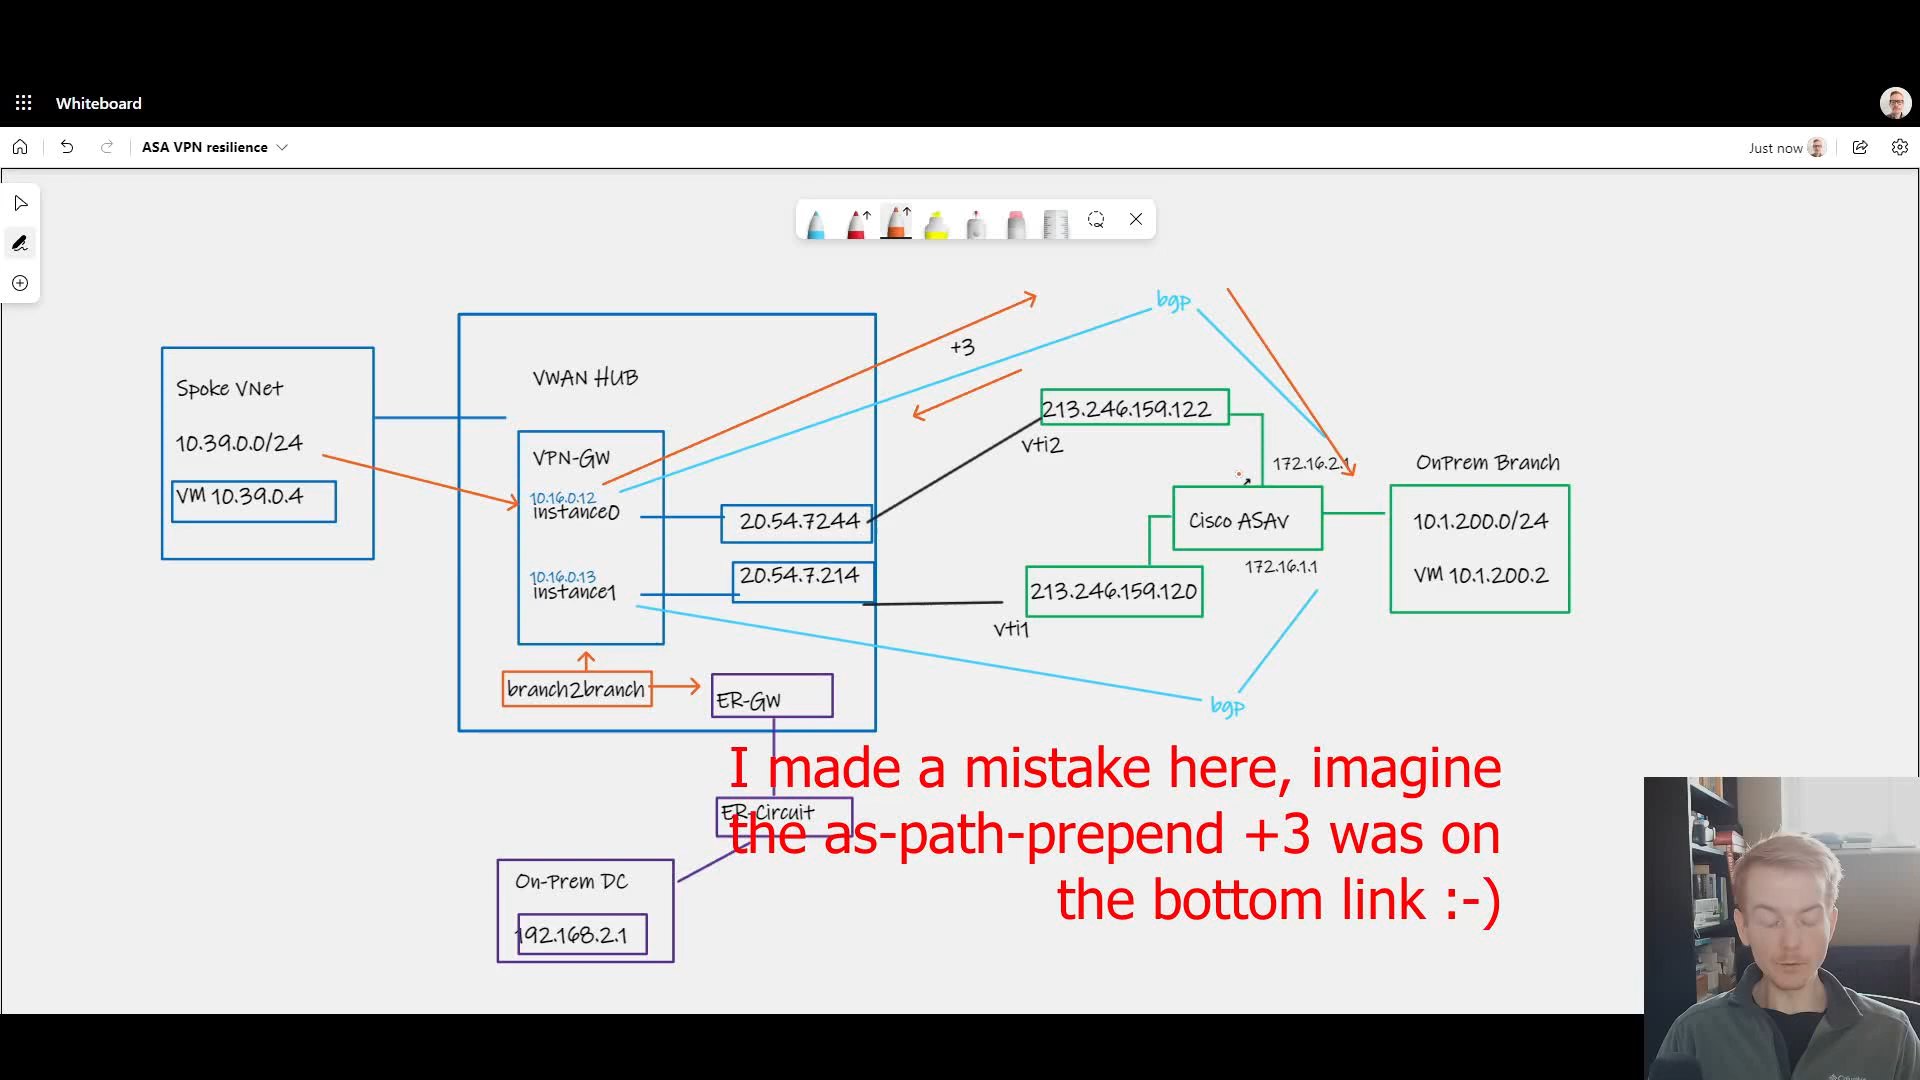 Whiteboard
ASA VPN resilience
Just now
bgp
+3
VWAN HUB
Spoke VNet
10.39.0.0/24
VM 10.39.0.4
VPN-GW
10.16.0.12
instance0
10.16.0.13
instance1
20.54.7244
20.54.7.214
213.246.159.122
vti2
172.16.2.1
Cisco ASAv
172.16.1.1
213.246.159.120
vti1
OnPrem Branch
10.1.200.0/24
VM 10.1.200.2
branch2branch
ER-GW
bgp
I made a mistake here, imagine
the as-path-prepend +3 was on
the bottom link :-)
ER-Circuit
On-Prem DC
192.168.2.1
Columbia